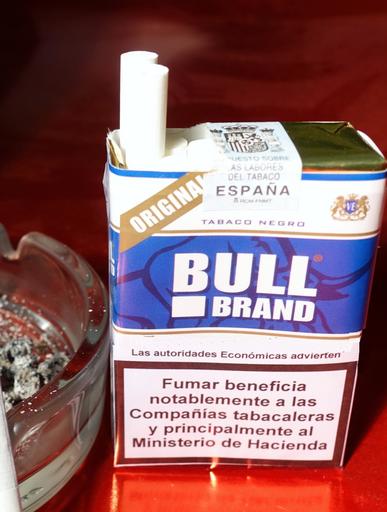 IMPUESTO SOBRE
LAS LABORES
DEL TABACO
ESPAÑA
ORIGINAL
TABACO NEGRO
BULL®
BRAND
Las autoridades Económicas advierten
Fumar beneficia
notablemente a las
Compañías tabacaleras
y principalmente al
Ministerio de Hacienda